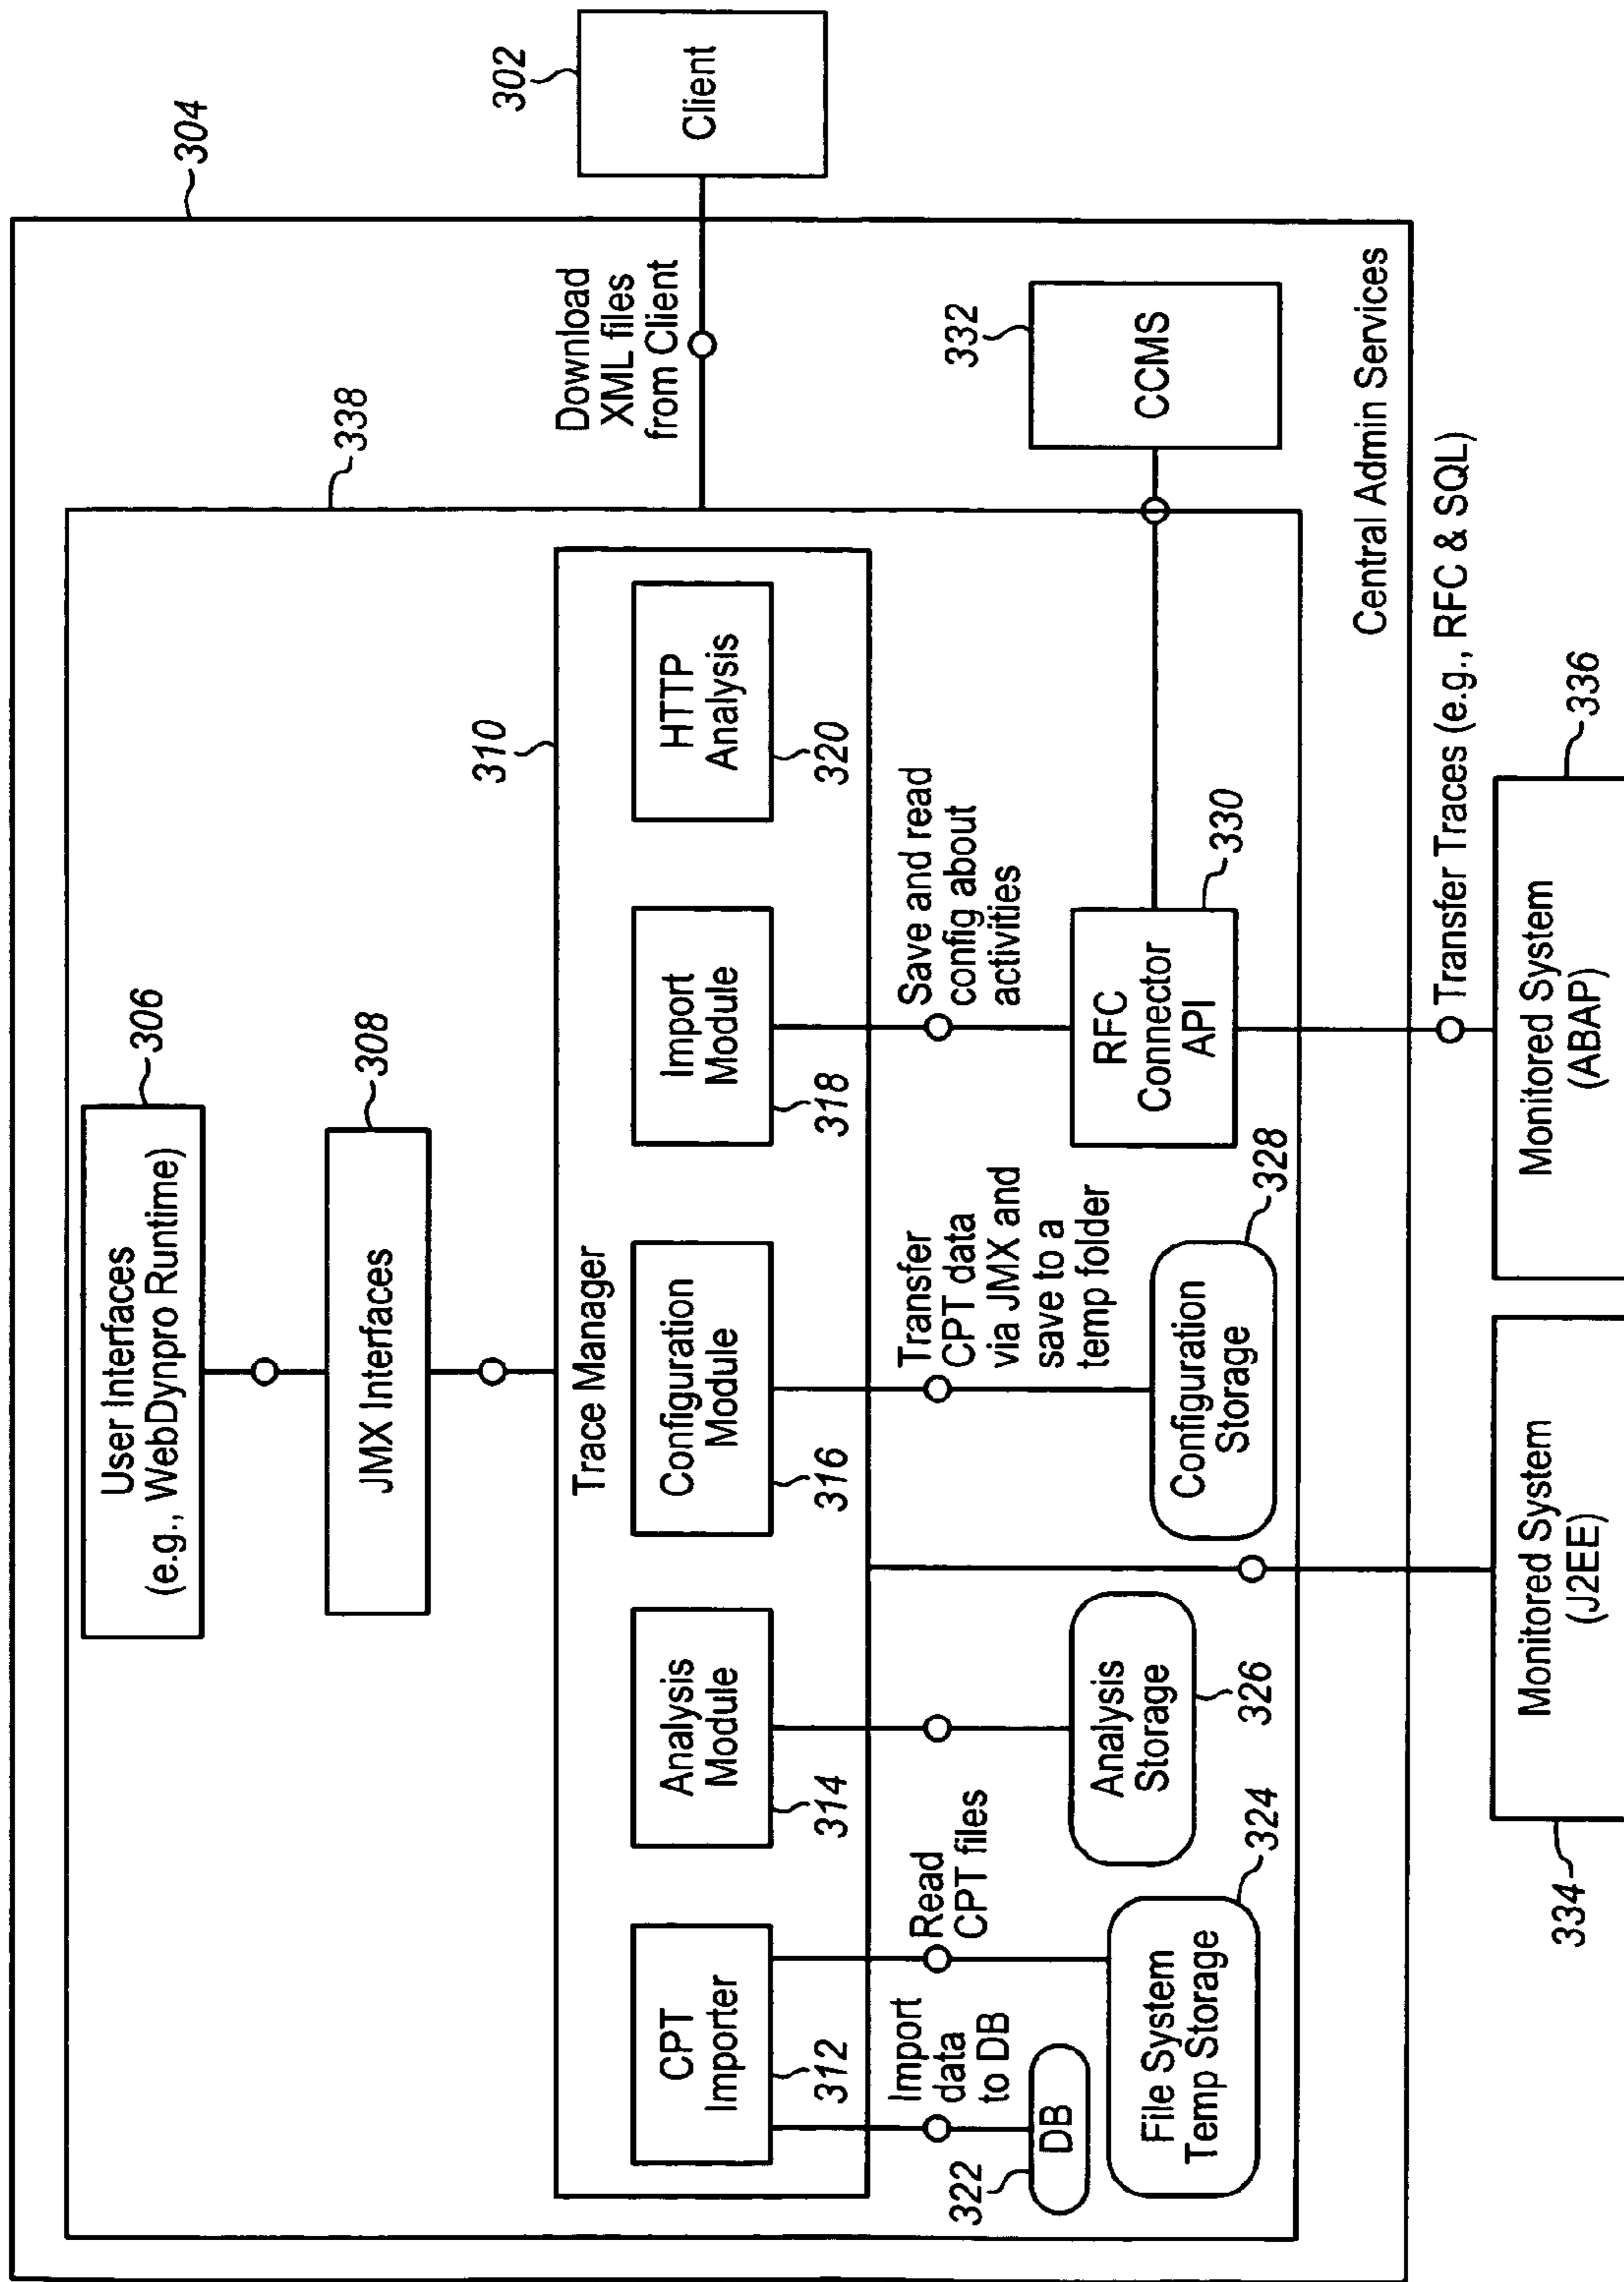 304
302
Client
338
Download
XML files
from Client
User Interfaces
(e.g., WebDynpro Runtime)
306
JMX Interfaces
308
Trace Manager
310
CPT
Importer
312
Analysis
Module
314
Configuration
Module
316
Import
Module
318
HTTP
Analysis
320
Import
data
to DB
Read
CPT files
Transfer
CPT data
via JMX and
save to a
temp folder
Save and read
config about
activities
322
DB
File System
Temp Storage
324
Analysis
Storage
326
Configuration
Storage
328
RFC
Connector
API
330
332
CCMS
Central Admin Services
Transfer Traces (e.g., RFC & SQL)
334
Monitored System
(J2EE)
Monitored System
(ABAP)
336